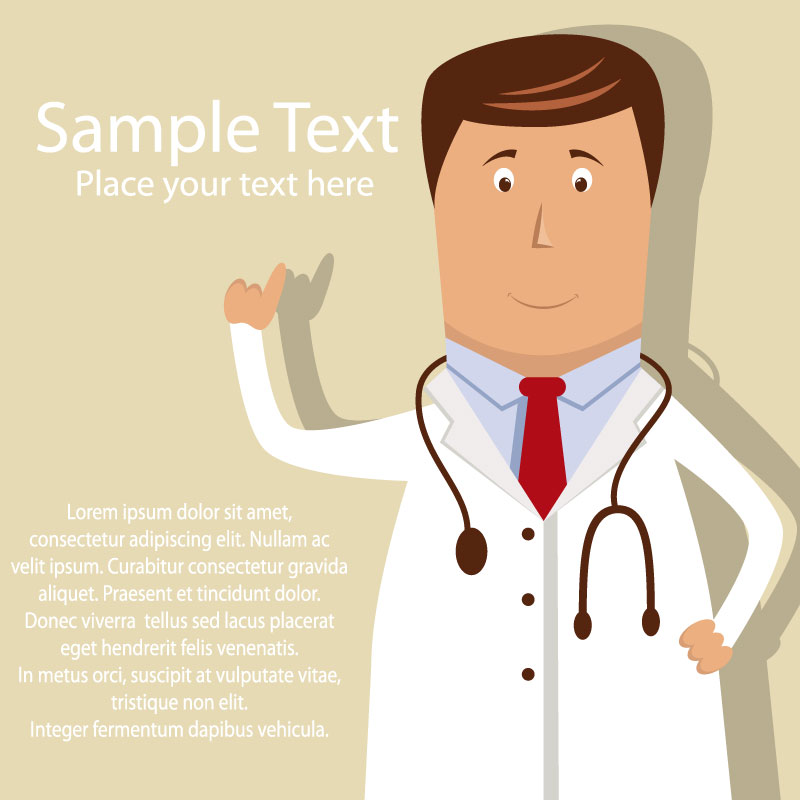 Sample Text
Place your text here
Lorem ipsum dolor sit amet,
consectetur adipiscing elit. Nullam ac
velit ipsum. Curabitur consectetur gravida
aliquet. Praesent et tincidunt dolor.
Donec viverra  tellus sed lacus placerat
eget hendrerit felis venenatis.
In metus orci, suscipit at vulputate vitae,
tristique non elit.
Integer fermentum dapibus vehicula.